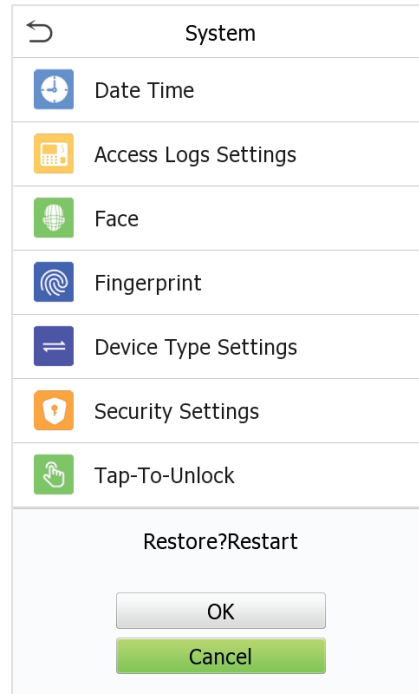 System
Date Time
Access Logs Settings
Face
Fingerprint
Device Type Settings
Security Settings
Tap-To-Unlock
Restore?Restart
OK
Cancel